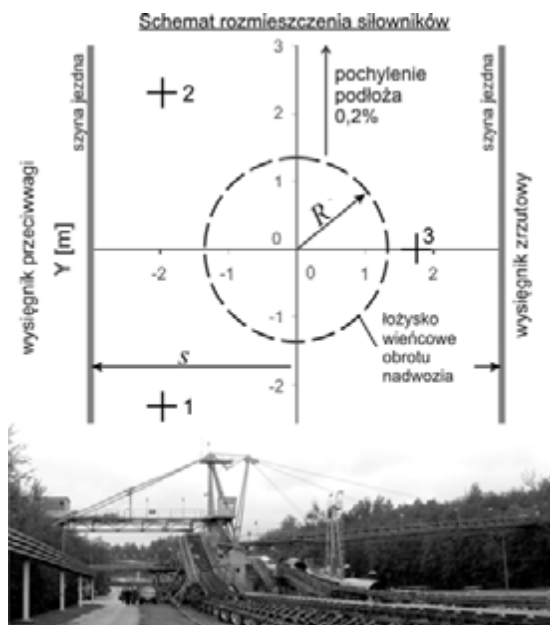 Schemat rozmieszczenia siłowników
3
2
szyna jezdna
szyna jezdna
pochylenie
podłoża
0,2%
2
1
wysięgnik przeciwwagi
Y [m]
R
3
wysięgnik zrzutowy
0
-2
-1
0
1
2
-1
łożysko
wieńcowe
obrotu
nadwozia
s
-2
1